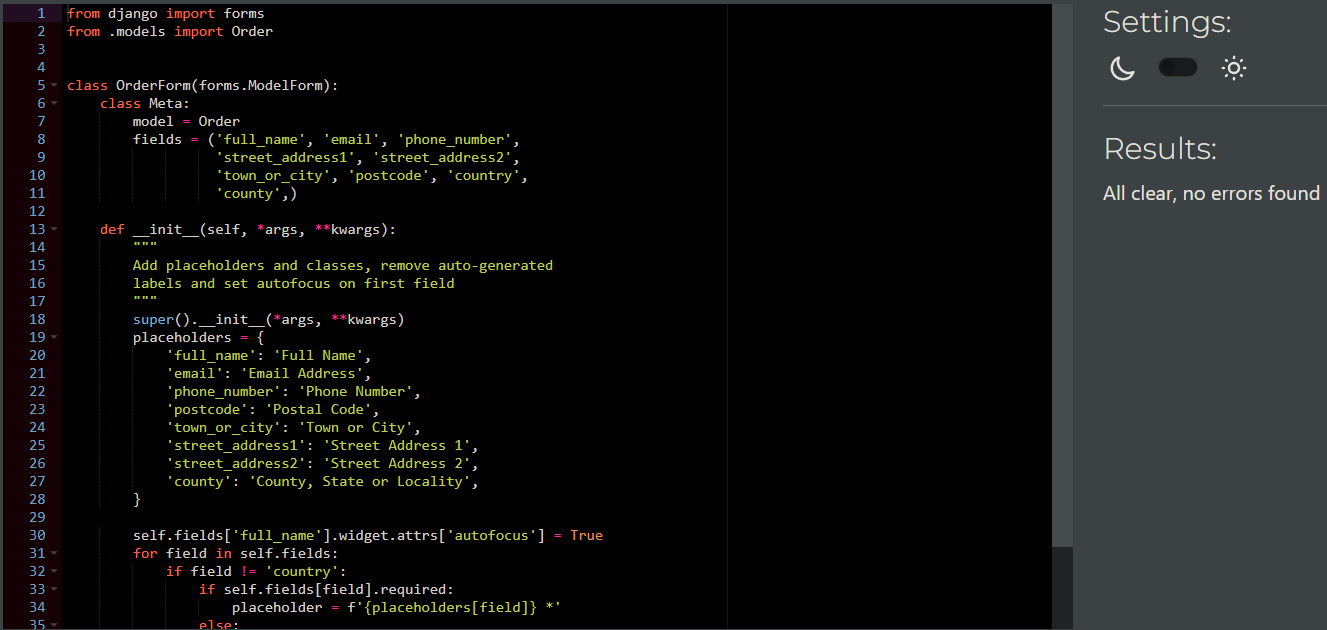 1 from django import forms
2 from .models import Order
3
4
5 class OrderForm(forms.ModelForm):
6     class Meta:
7         model = Order
8         fields = ('full_name', 'email', 'phone_number',
9                   'street_address1', 'street_address2',
10                   'town_or_city', 'postcode', 'country',
11                   'county',)
12
13     def __init__(self, *args, **kwargs):
14         """
15         Add placeholders and classes, remove auto-generated
16         labels and set autofocus on first field
17         """
18         super().__init__(*args, **kwargs)
19         placeholders = {
20             'full_name': 'Full Name',
21             'email': 'Email Address',
22             'phone_number': 'Phone Number',
23             'postcode': 'Postal Code',
24             'town_or_city': 'Town or City',
25             'street_address1': 'Street Address 1',
26             'street_address2': 'Street Address 2',
27             'county': 'County, State or Locality',
28         }
29
30         self.fields['full_name'].widget.attrs['autofocus'] = True
31         for field in self.fields:
32             if field != 'country':
33                 if self.fields[field].required:
34                     placeholder = f'{placeholders[field]} *'
35                 else:
Settings:
Results:
All clear, no errors found